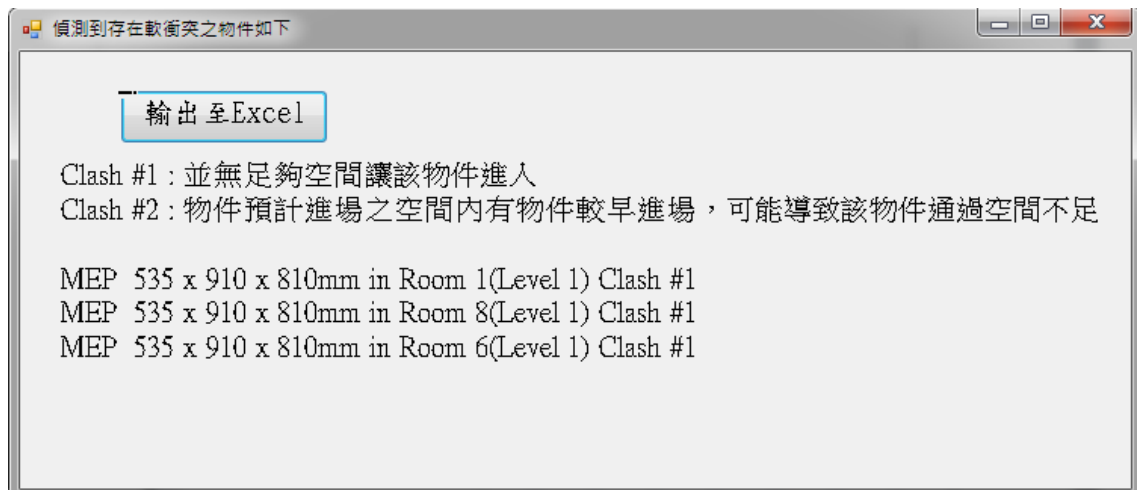 偵測到存在軟衝突之物件如下
輸出至Excel
Clash #1 : 並無足夠空間讓該物件進入
Clash #2 : 物件預計進場之空間內有物件較早進場，可能導致該物件通過空間不足
MEP 535 x 910 x 810mm in Room 1(Level 1) Clash #1
MEP 535 x 910 x 810mm in Room 8(Level 1) Clash #1
MEP 535 x 910 x 810mm in Room 6(Level 1) Clash #1